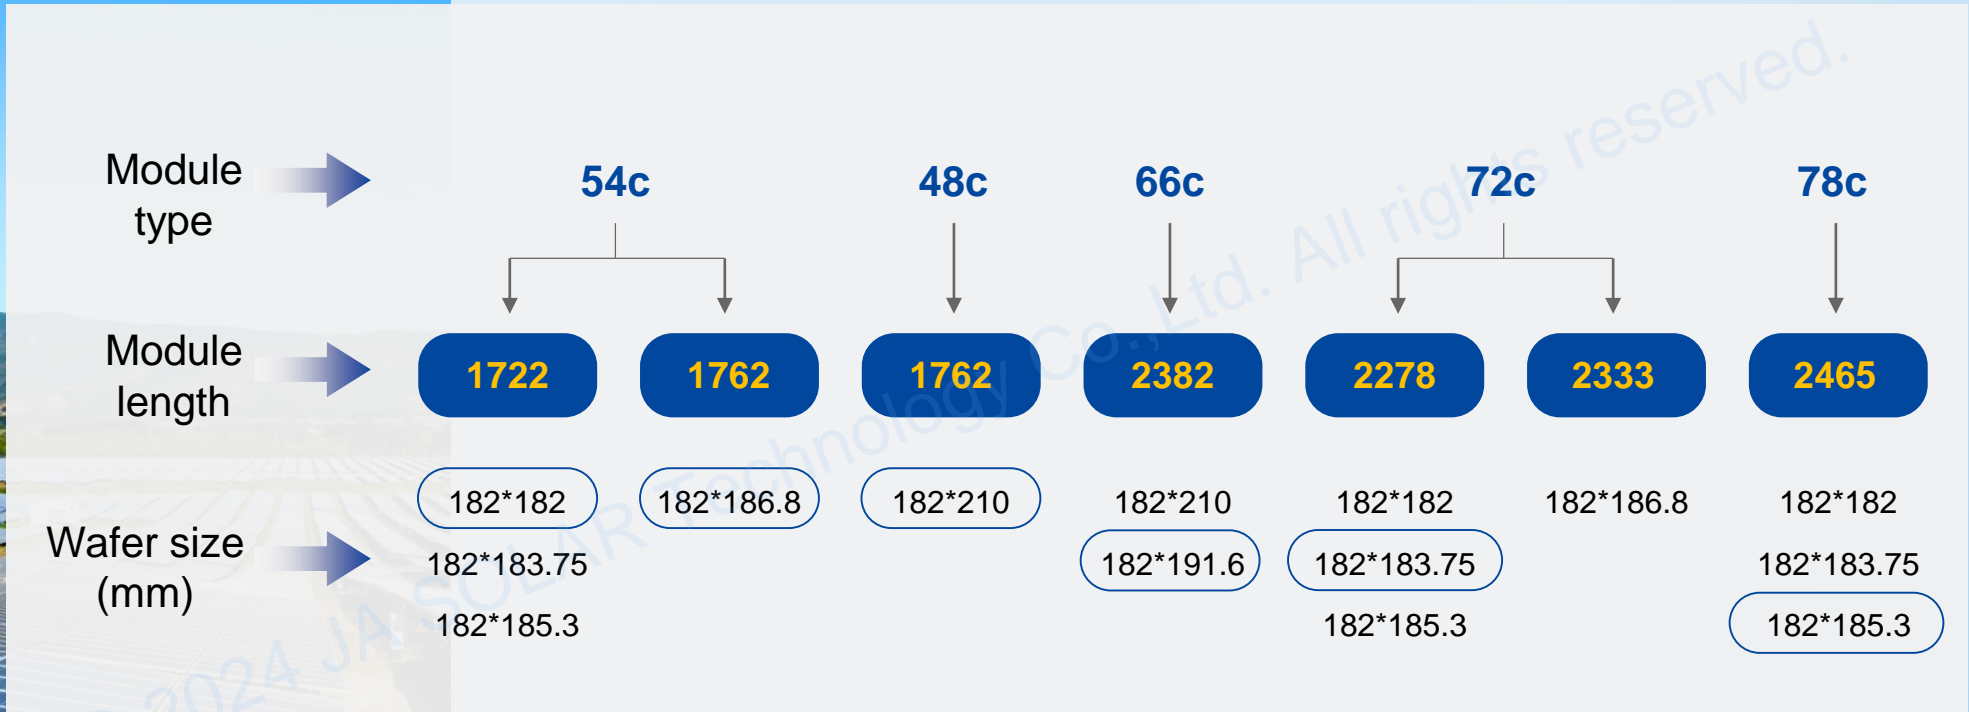 Module
type
54c
48c
66c
72c
78c
Module
length
1722
1762
1762
2382
2278
2333
2465
Wafer size
(mm)
182*182
182*186.8
182*210
182*210
182*182
182*186.8
182*182
182*183.75
182*191.6
182*183.75
182*183.75
182*185.3
182*185.3
182*185.3
2024 JA SOLAR Technology Co.,Ltd. All rights reserved.